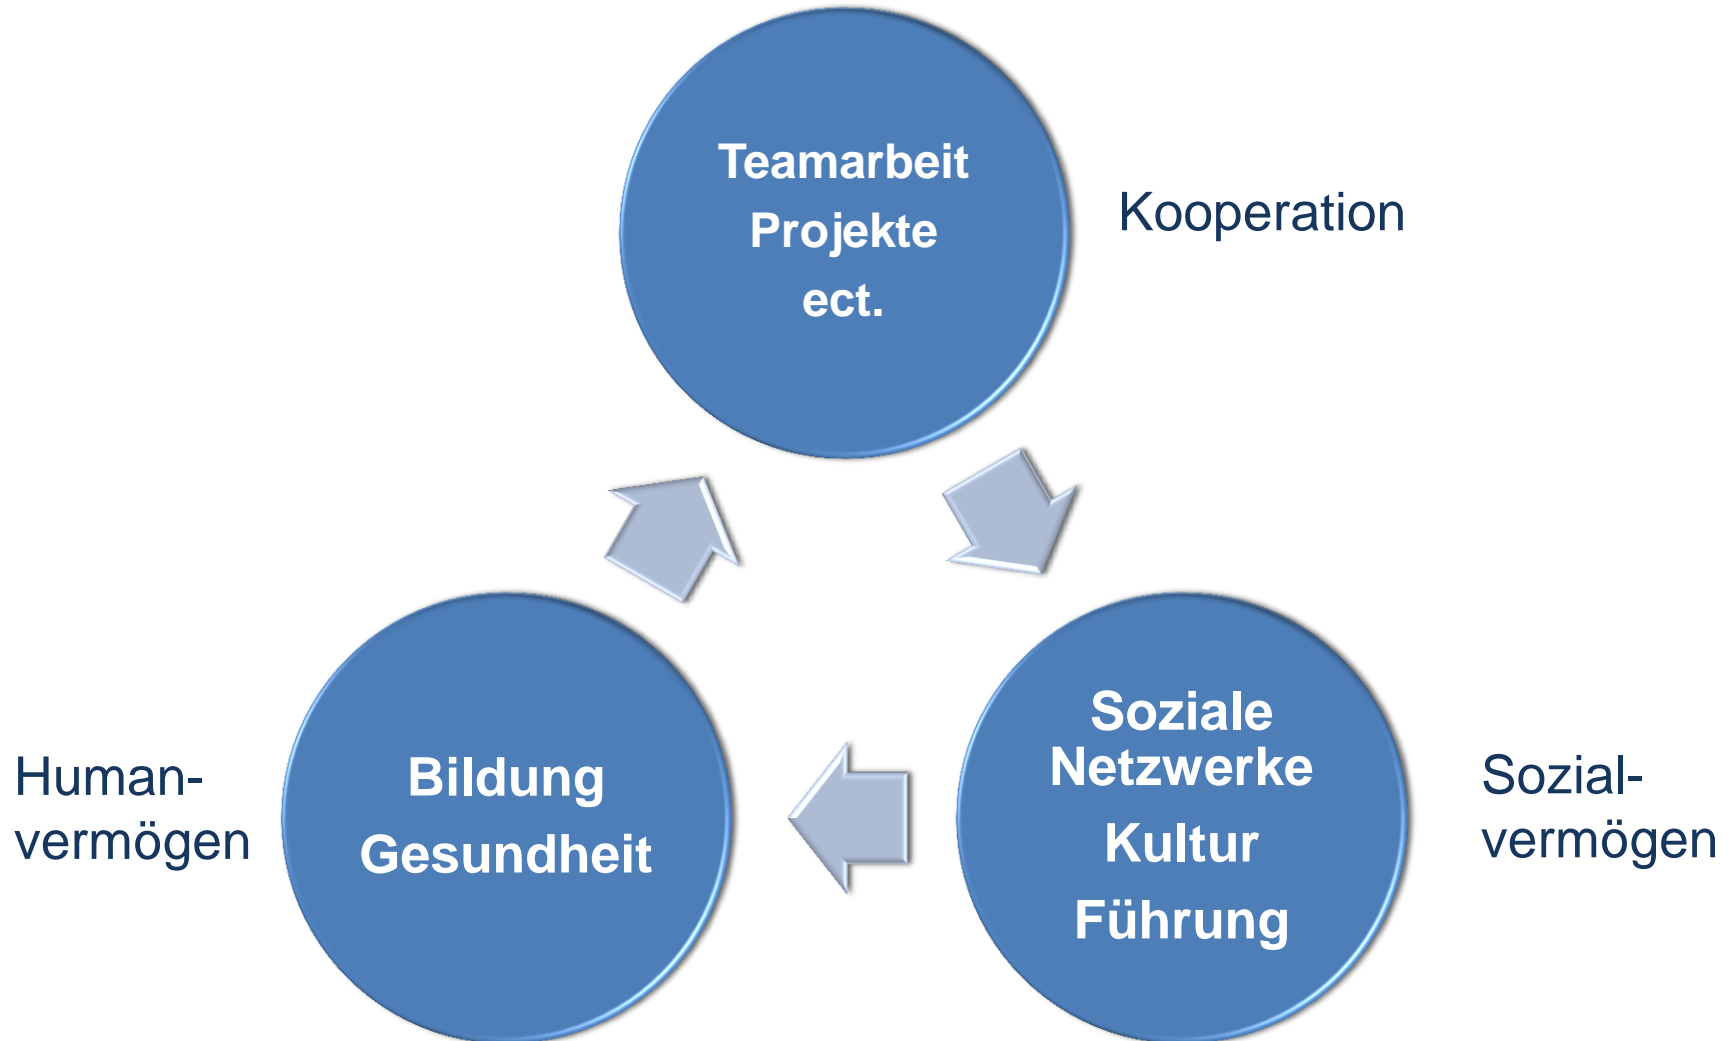 Teamarbeit
Projekte
ect.
Kooperation
Human-
vermögen
Bildung
Gesundheit
Soziale
Netzwerke
Kultur
Führung
Sozial-
vermögen